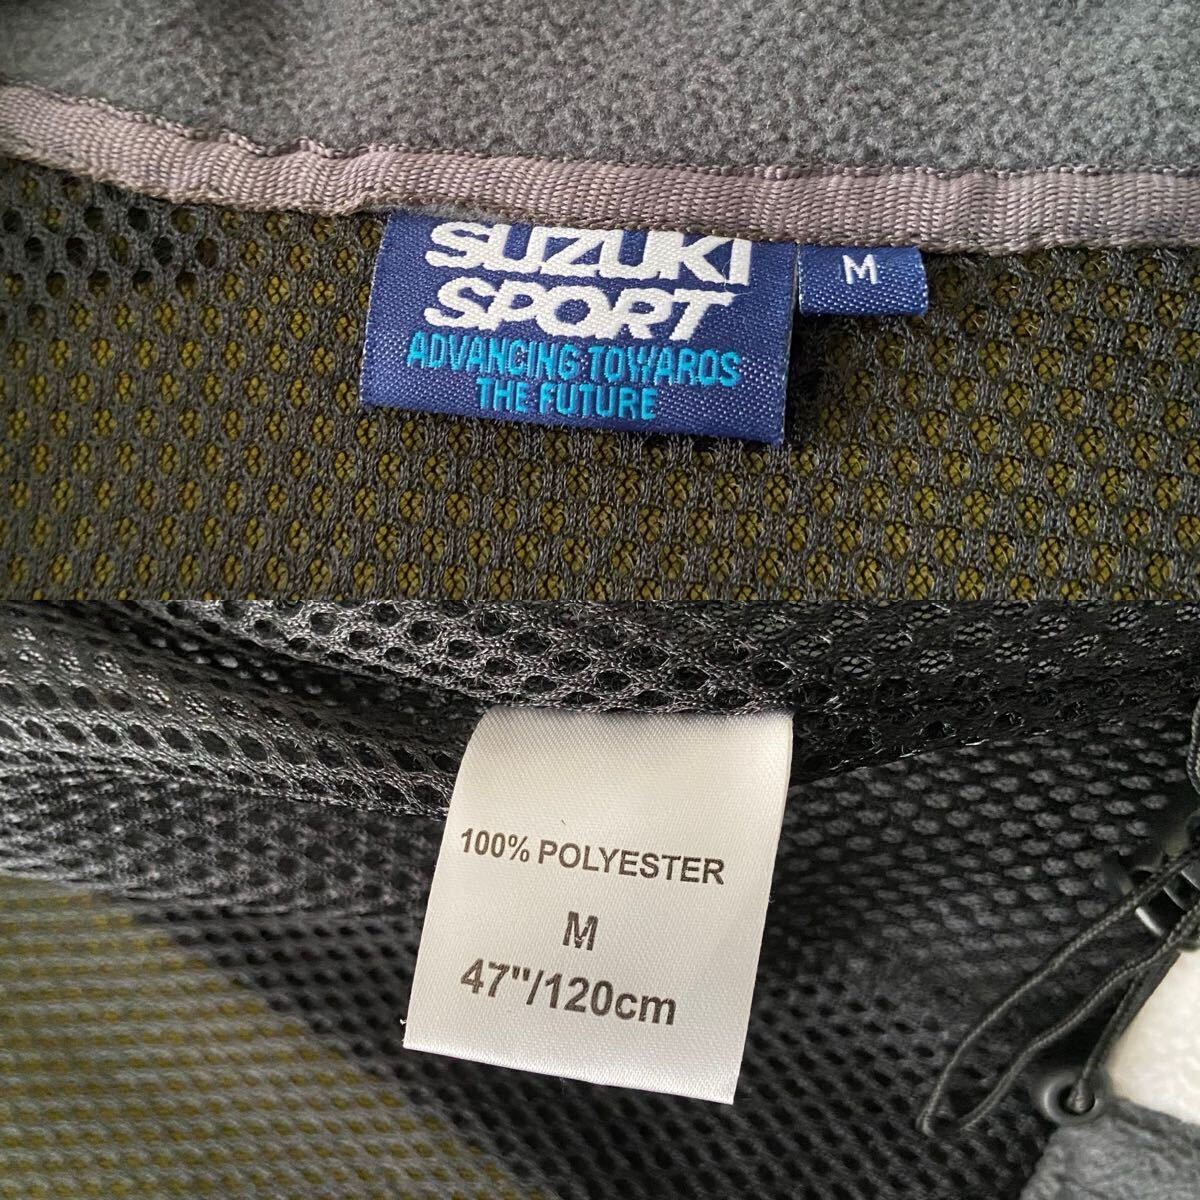 SUZUKI
SPORT
ADVANCING TOWARDS
THE FUTURE
M
100% POLYESTER
M
47"/120cm